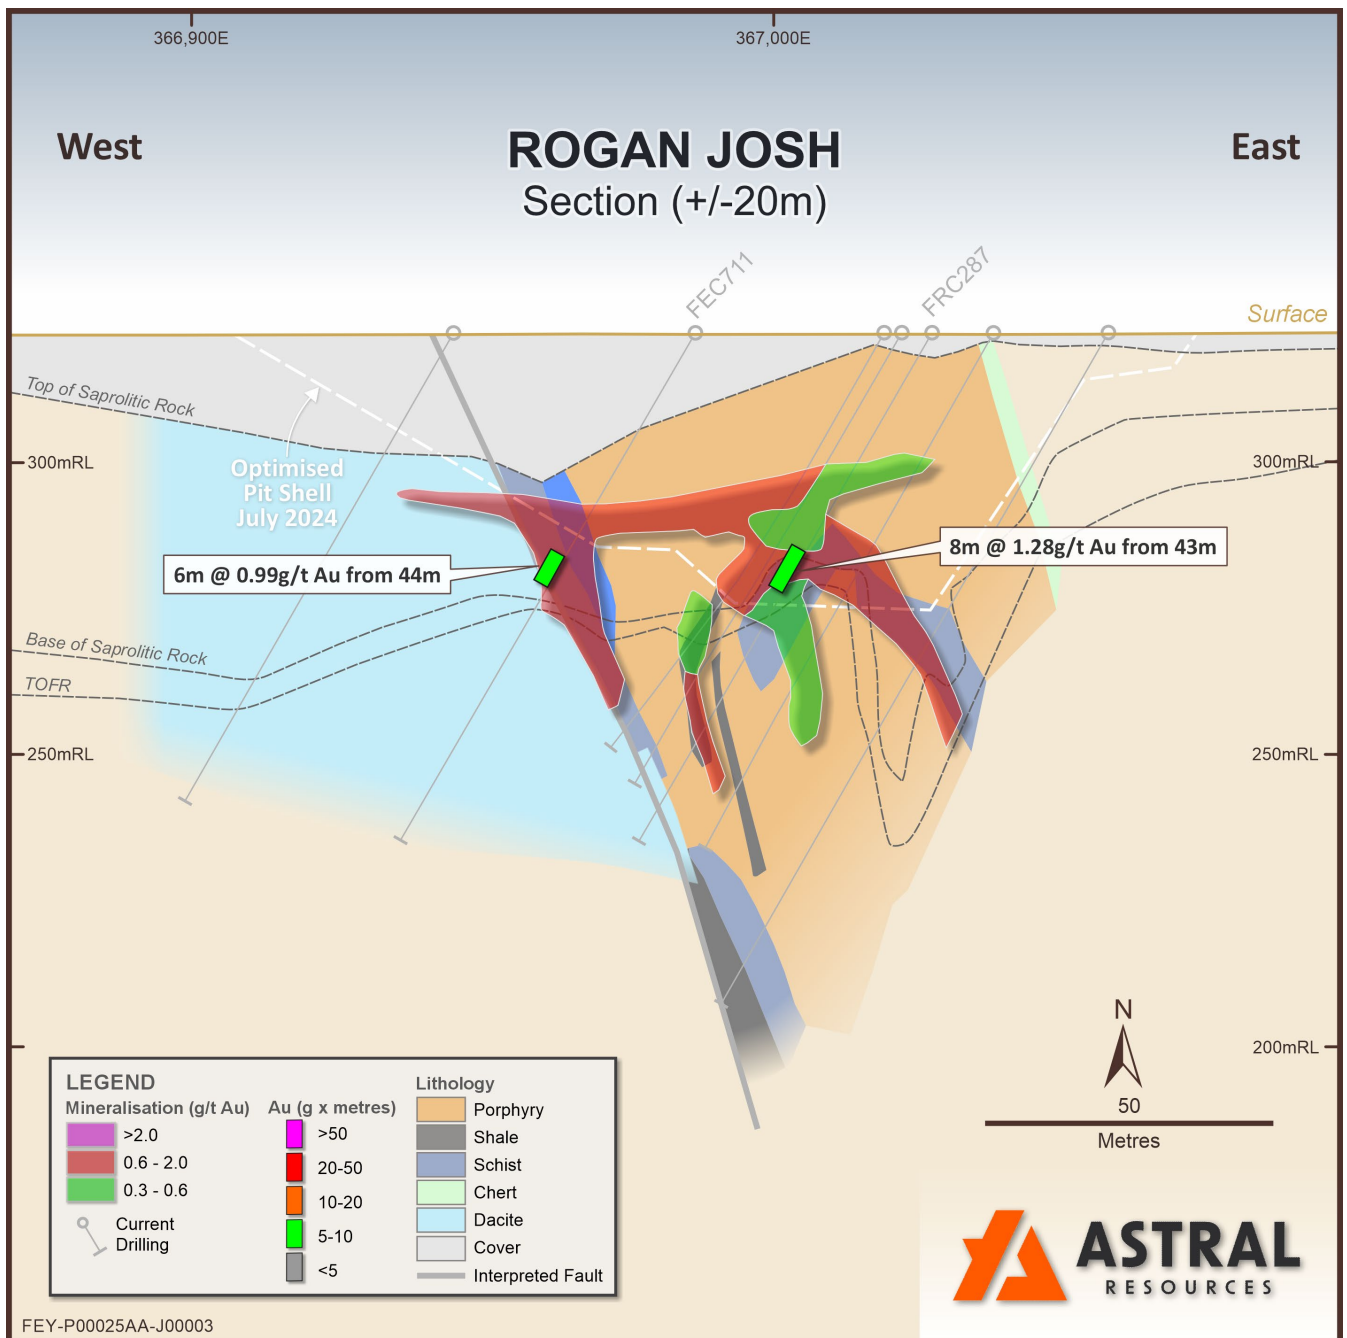 366,900E
367,000E
West
ROGAN JOSH
East
Section (+/-20m)
FEC711
FRC287
Surface
Top of Saprolitic Rock
300mRL
300mRL
Optimised
Pit Shell
July 2024
8m @ 1.28g/t Au from 43m
6m @ 0.99g/t Au from 44m
Base of Saprolitic Rock
TOFR
250mRL
250mRL
N
200mRL
50
Metres
LEGEND
Mineralisation (g/t Au)
>2.0
0.6 - 2.0
0.3 - 0.6
Current
Drilling
Au (g x metres)
>50
20-50
10-20
5-10
<5
Lithology
Porphyry
Shale
Schist
Chert
Dacite
Cover
Interpreted Fault
ASTRAL
RESOURCES
FEY-P00025AA-J00003